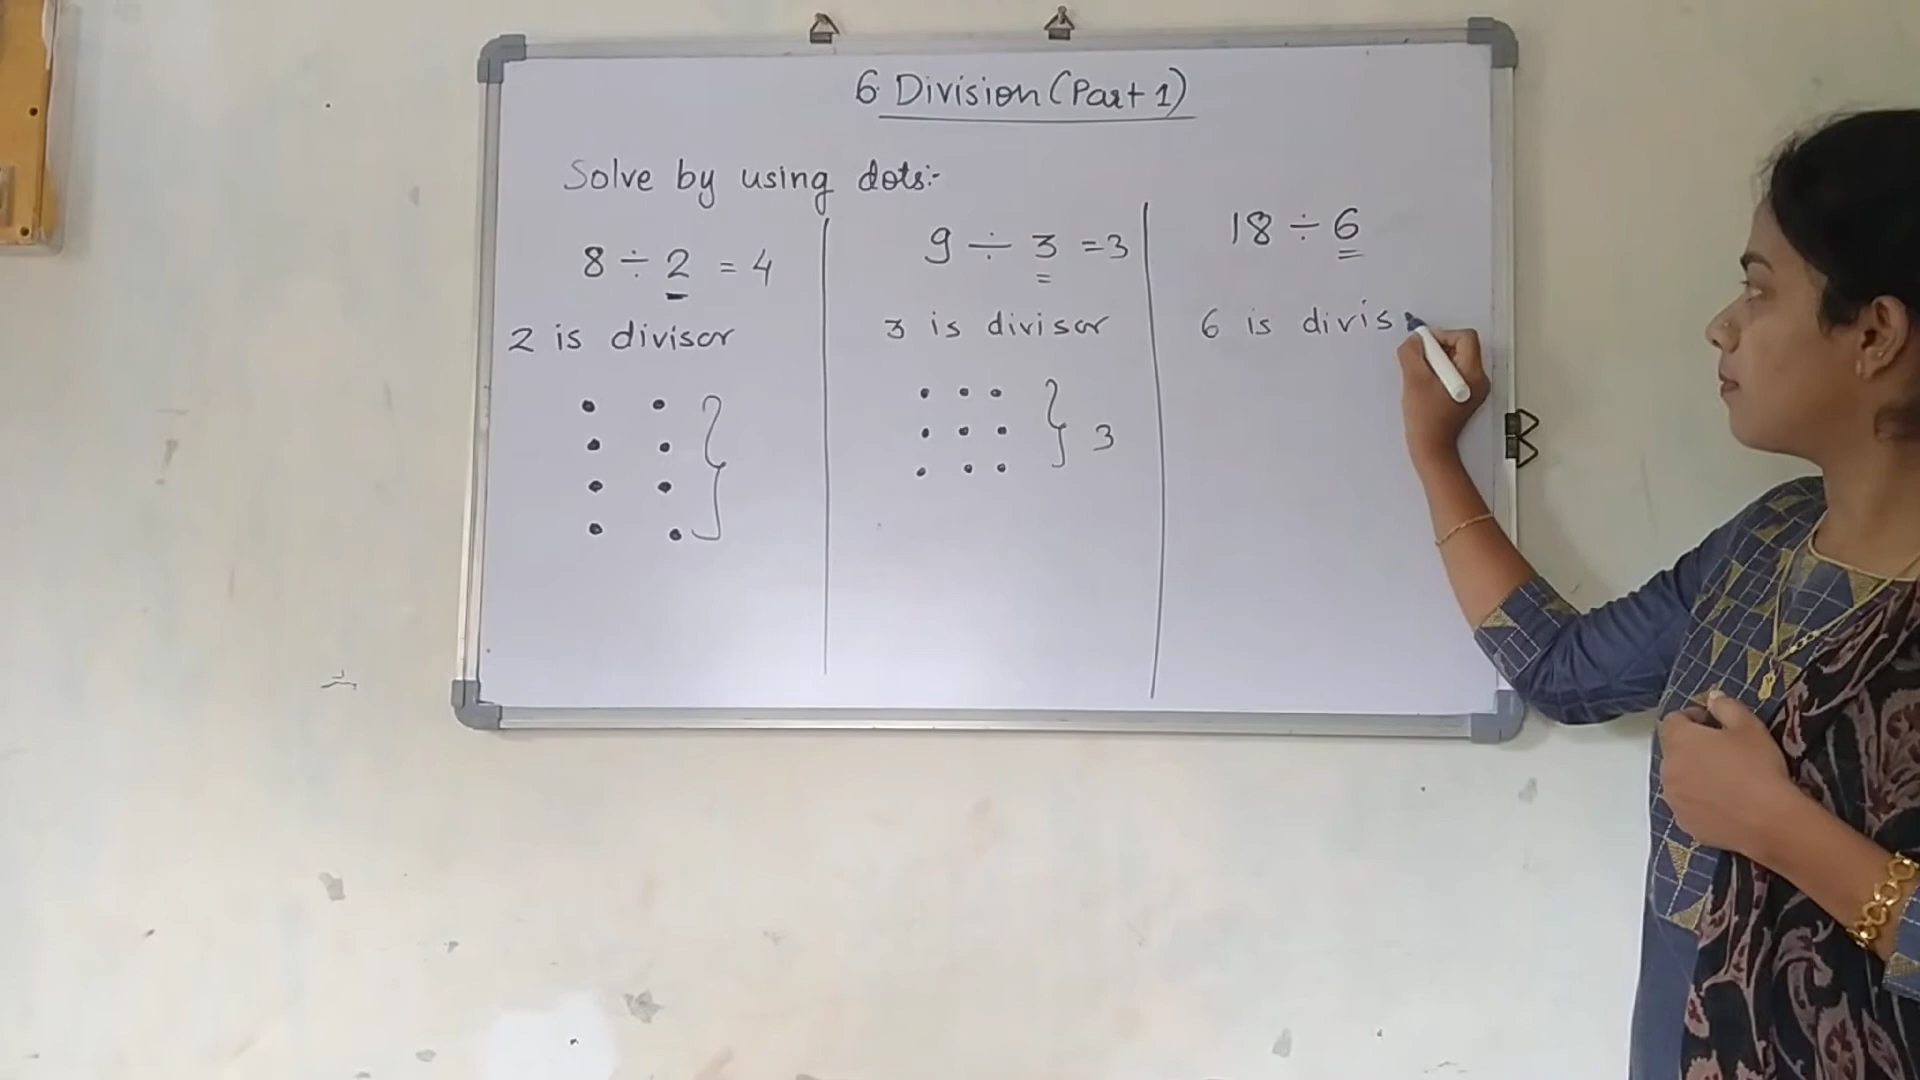 6 Division (Part 1)
Solve by using dots:-
8 ÷ 2 = 4
2 is divisor
9 ÷ 3 = 3
3 is divisor
3
18 ÷ 6
6 is divis